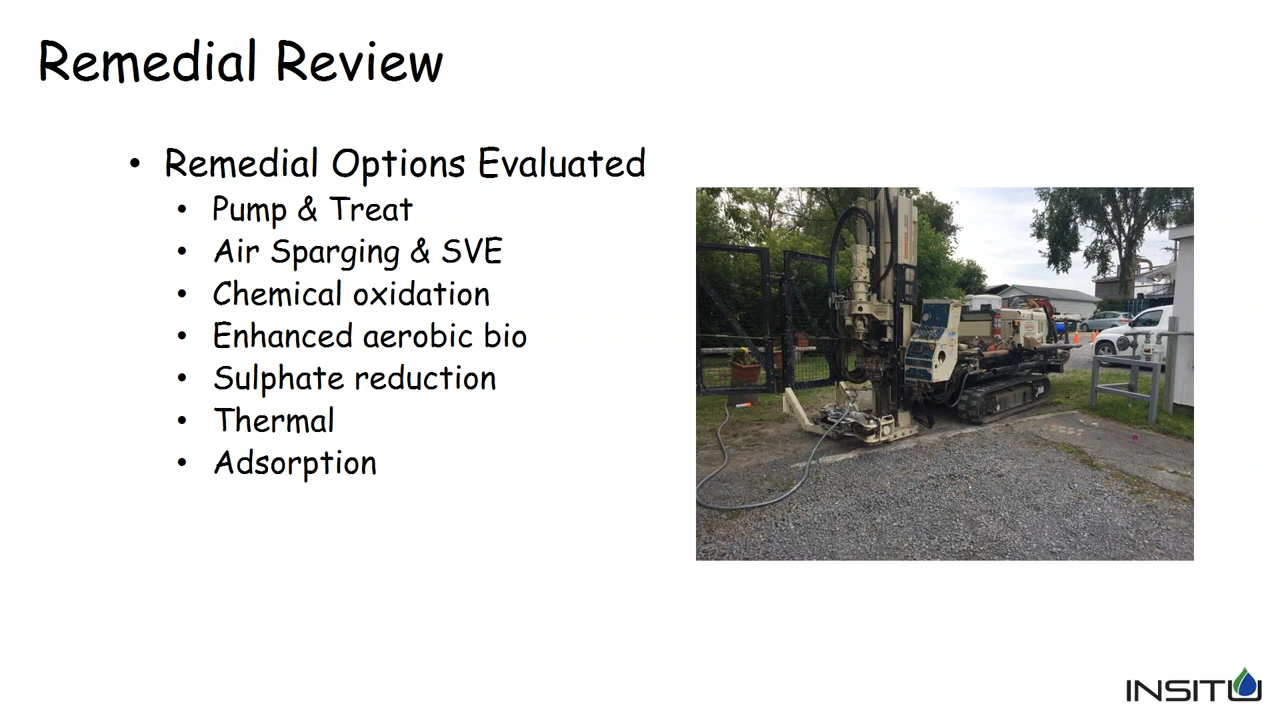 Remedial Review
• Remedial Options Evaluated
• Pump & Treat
• Air Sparging & SVE
• Chemical oxidation
• Enhanced aerobic bio
• Sulphate reduction
• Thermal
• Adsorption
INSITU